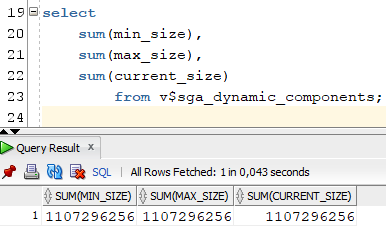 19 select
20 sum(min_size),
21 sum(max_size),
22 sum(current_size)
23 from v$sga_dynamic_components;
24
Query Result x
SQL | All Rows Fetched: 1 in 0,043 seconds
SUM(MIN_SIZE) SUM(MAX_SIZE) SUM(CURRENT_SIZE)
1 1107296256 1107296256 1107296256